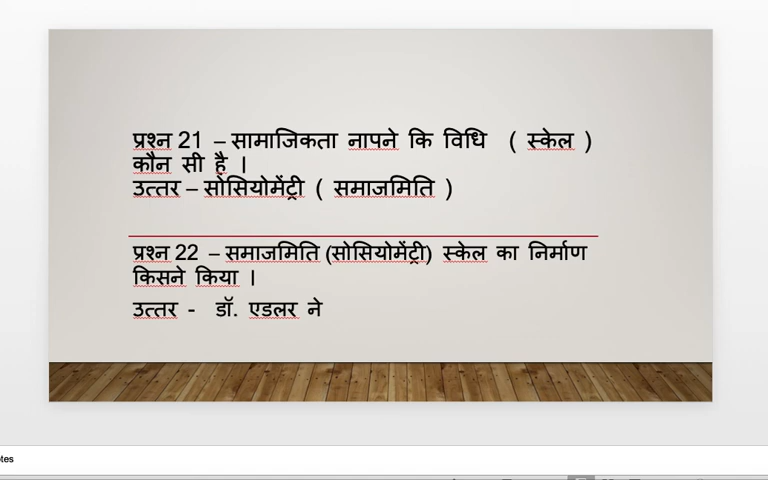 प्रश्न 21 – सामाजिकता नापने कि विधि ( स्केल )
कौन सी है ।
उत्तर – सोसियोमेंट्री ( समाजमिति )
प्रश्न 22 – समाजमिति (सोसियोमेंट्री) स्केल का निर्माण
किसने किया ।
उत्तर - डॉ. एडलर ने
otes